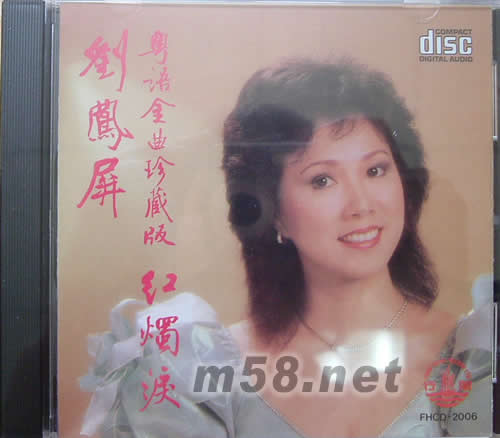 劉鳳屏
粤語金曲珍藏版
紅燭淚
COMPACT
disc
DIGITAL AUDIO
m58.net
FHCD-2006